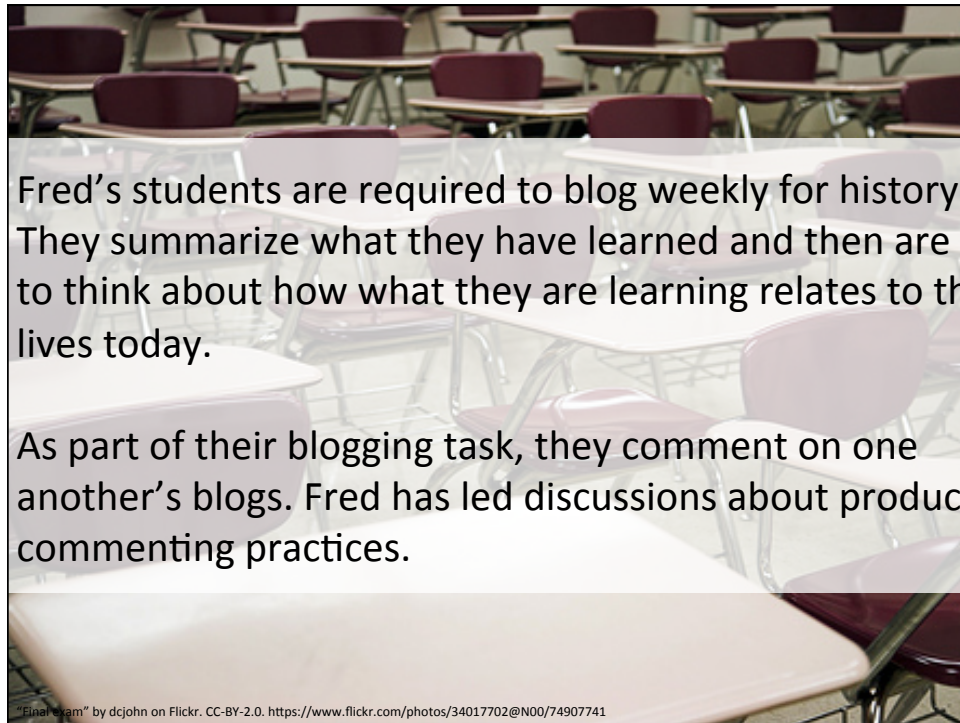 Fred’s students are required to blog weekly for history
They summarize what they have learned and then are
to think about how what they are learning relates to
lives today.
As part of their blogging task, they comment on one
another’s blogs. Fred has led discussions about
commenting practices.
“Final exam” by dcjohn on Flickr. CC-BY-2.0. https://www.flickr.com/photos/34017702@N00/74907741